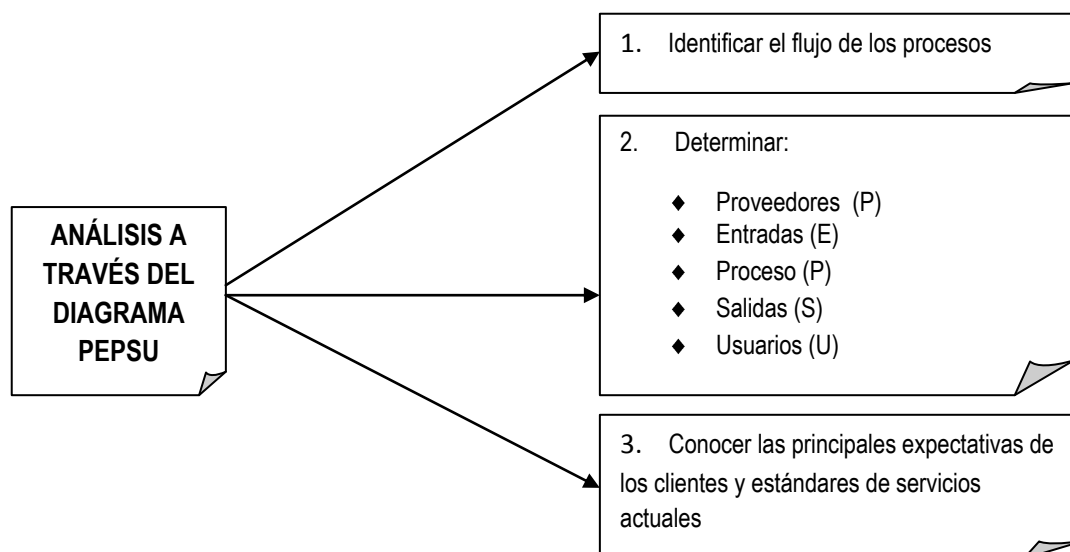 ANÁLISIS A
TRAVÉS DEL
DIAGRAMA
PEPSU
1. Identificar el flujo de los procesos
2. Determinar:
♦ Proveedores (P)
♦ Entradas (E)
♦ Proceso (P)
♦ Salidas (S)
♦ Usuarios (U)
3. Conocer las principales expectativas de
los clientes y estándares de servicios
actuales